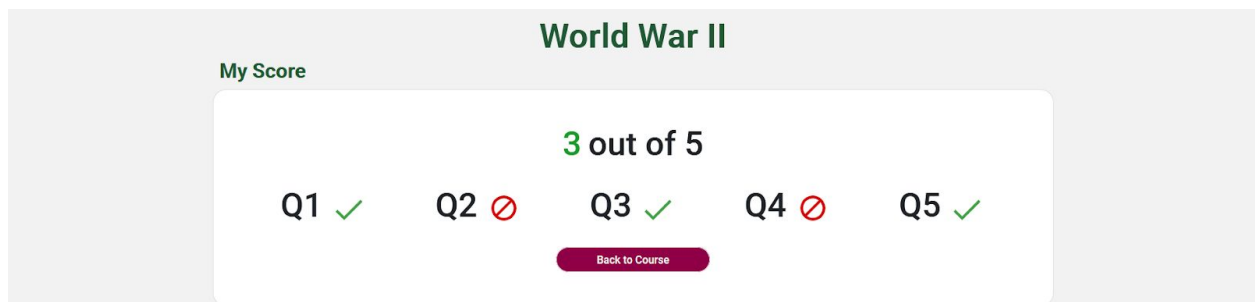 World War II
My Score
3 out of 5
Q1 Q2 Q3 Q4 Q5
Back to Course